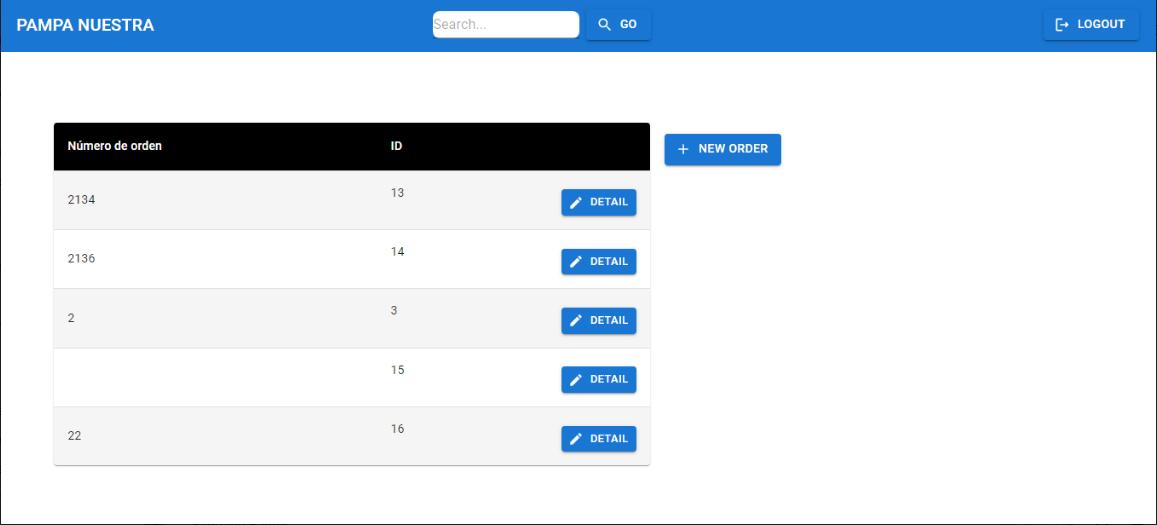 PAMPA NUESTRA Search... GO LOGOUT
Número de orden ID
NEW ORDER
2134 13 DETAIL
2136 14 DETAIL
2 3 DETAIL
15 DETAIL
22 16 DETAIL